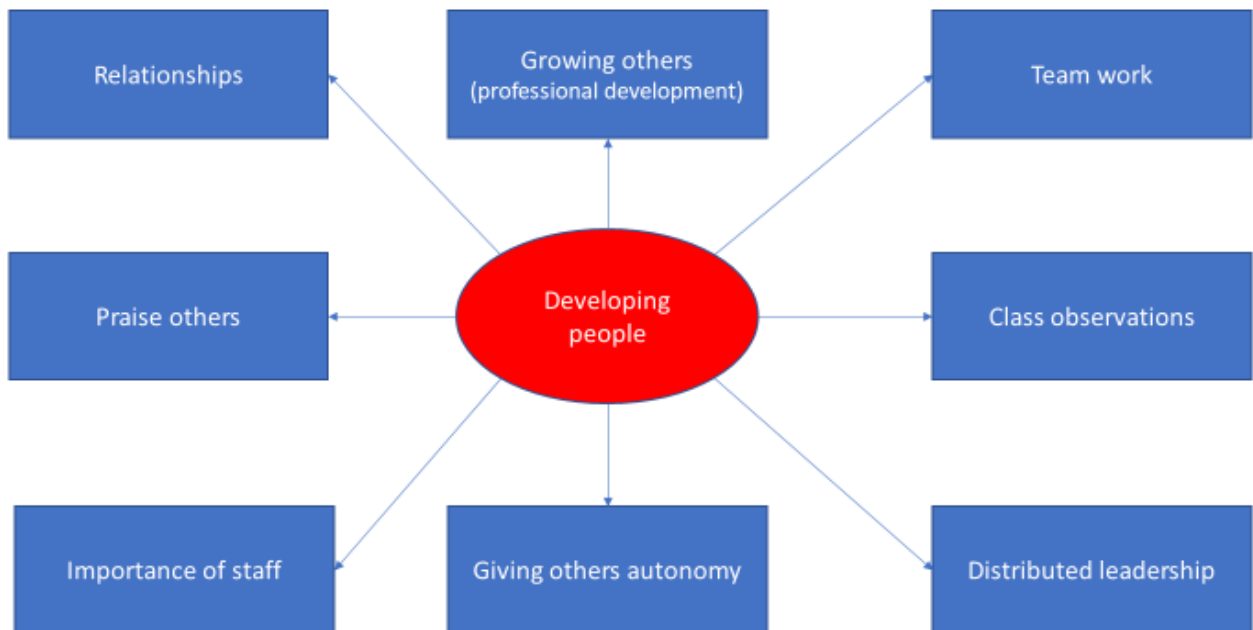 Relationships
Growing others
(professional development)
Team work
Praise others
Developing
people
Class observations
Importance of staff
Giving others autonomy
Distributed leadership